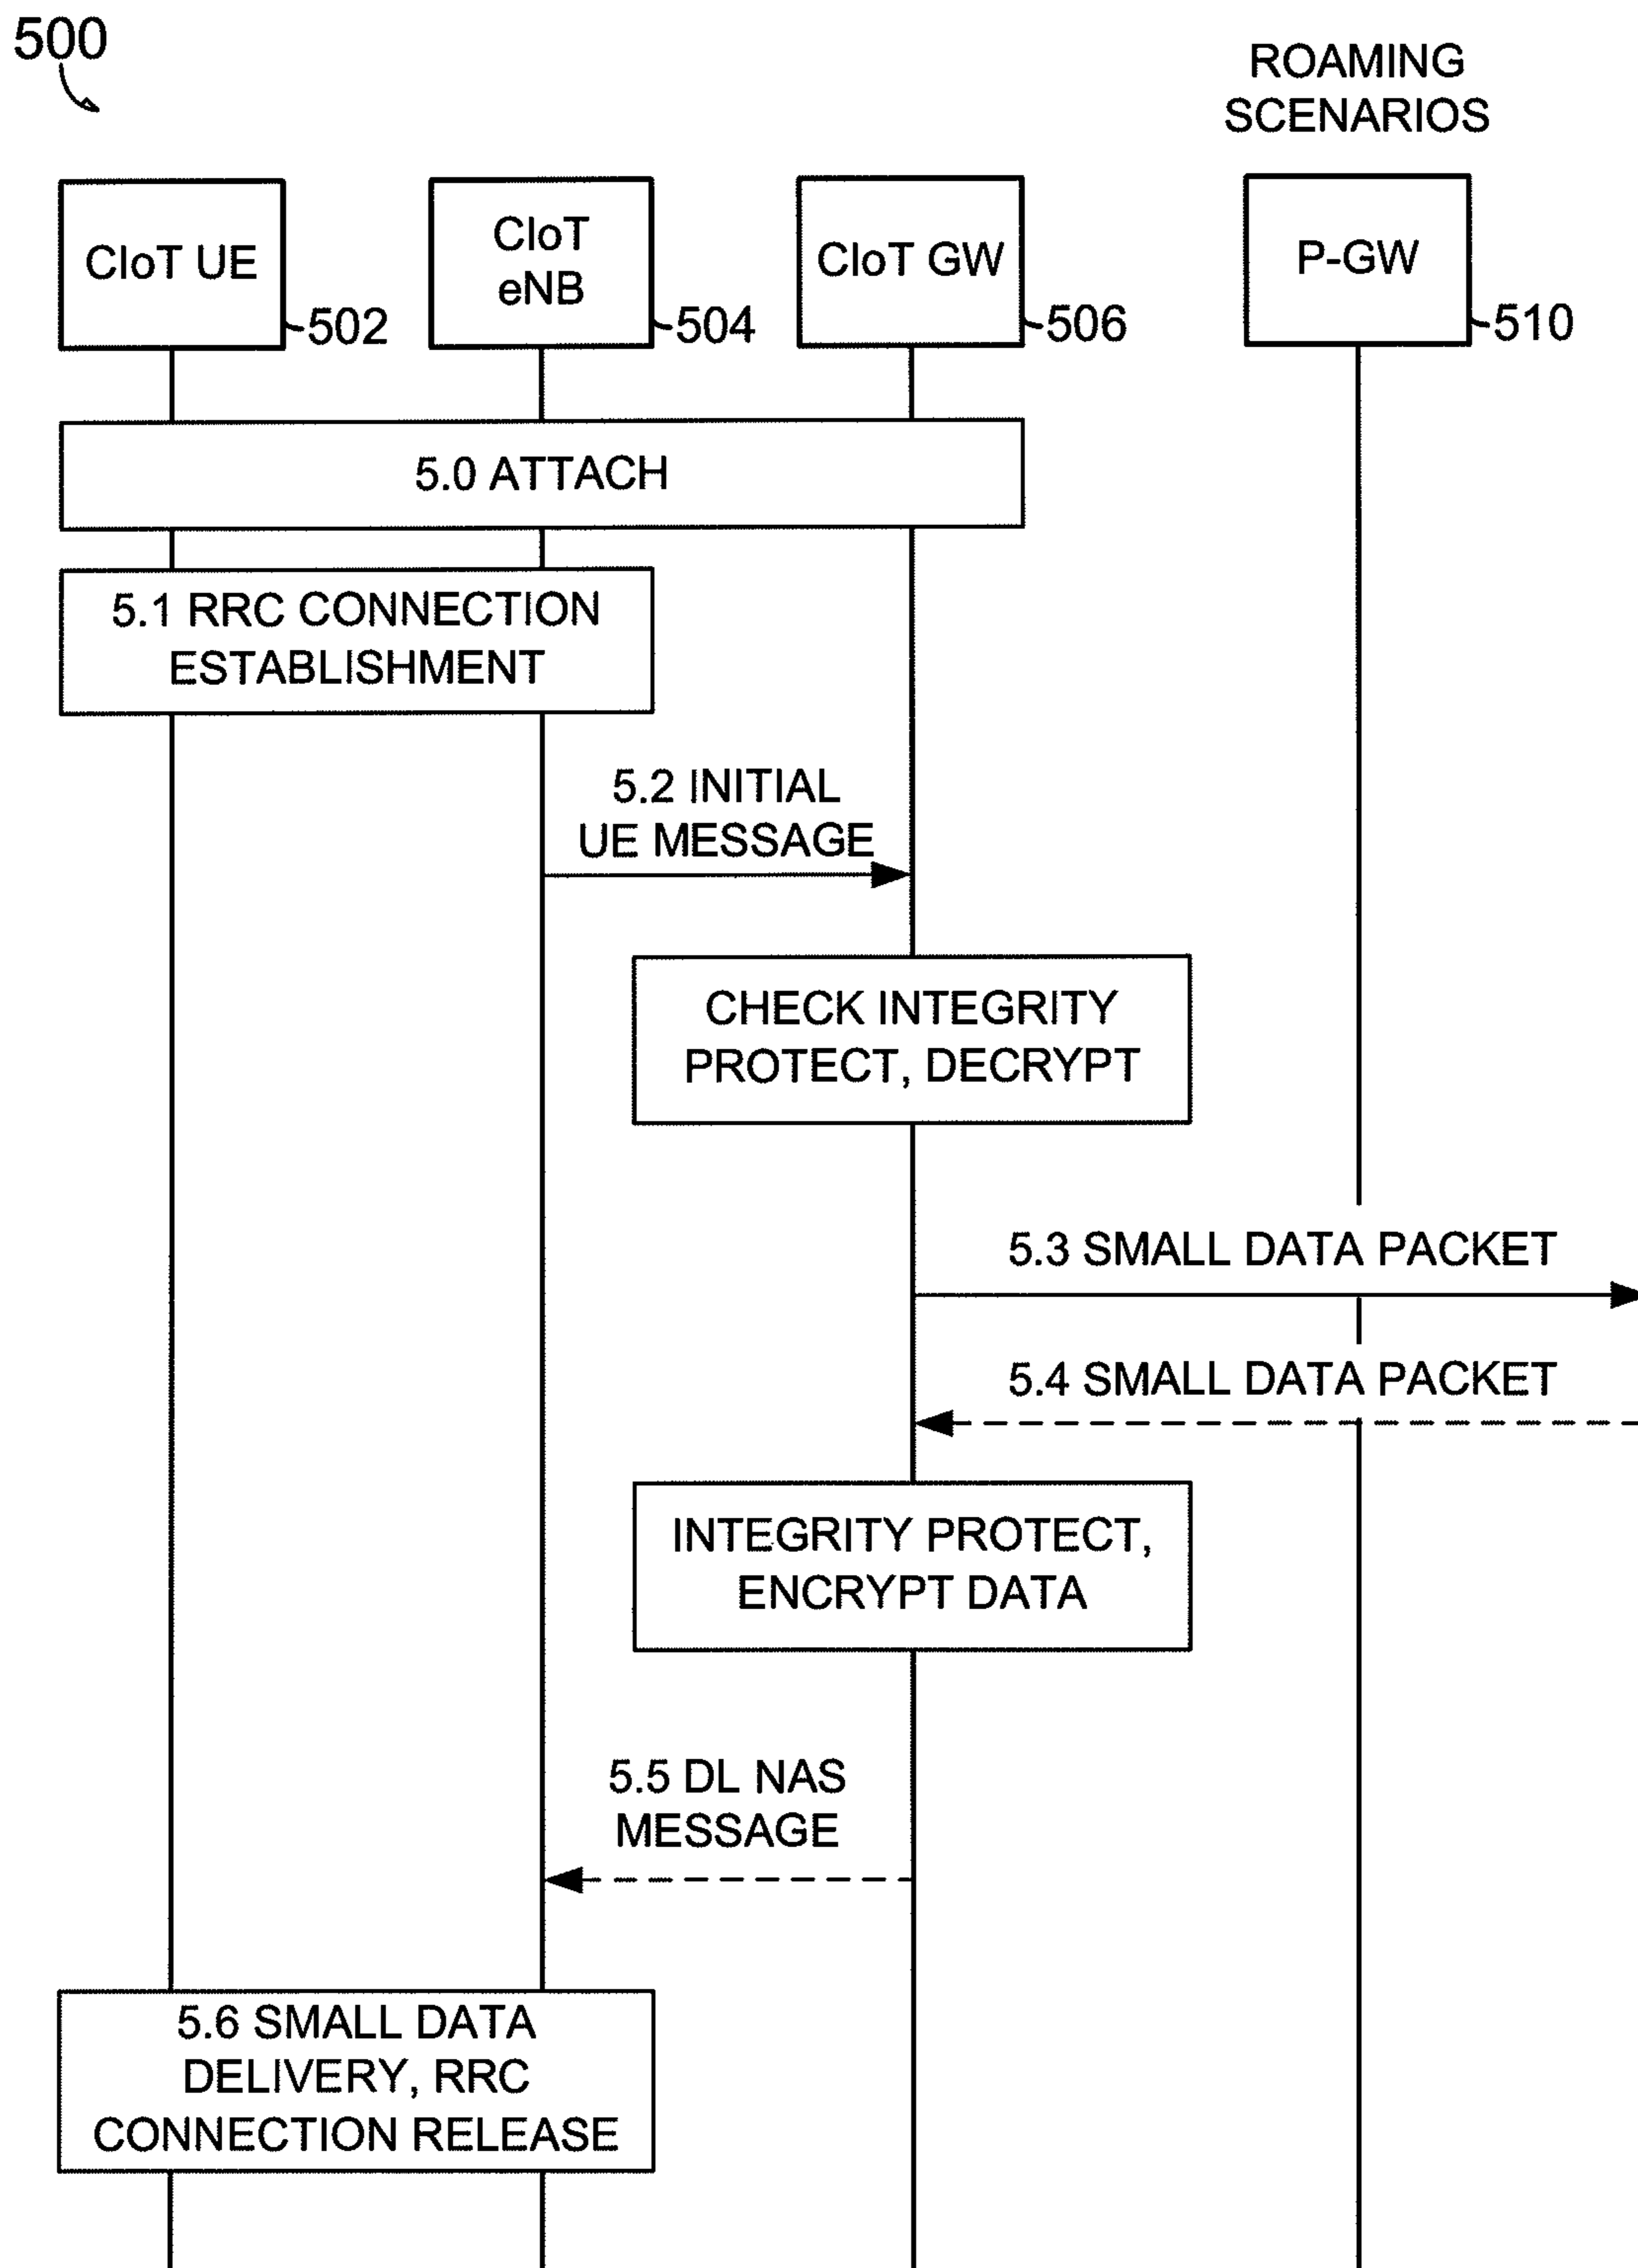 500
ROAMING
SCENARIOS
CIoT UE
502
CIoT
eNB
504
CIoT GW
506
P-GW
510
5.0 ATTACH
5.1 RRC CONNECTION
ESTABLISHMENT
5.2 INITIAL
UE MESSAGE
CHECK INTEGRITY
PROTECT, DECRYPT
5.3 SMALL DATA PACKET
5.4 SMALL DATA PACKET
INTEGRITY PROTECT,
ENCRYPT DATA
5.5 DL NAS
MESSAGE
5.6 SMALL DATA
DELIVERY, RRC
CONNECTION RELEASE